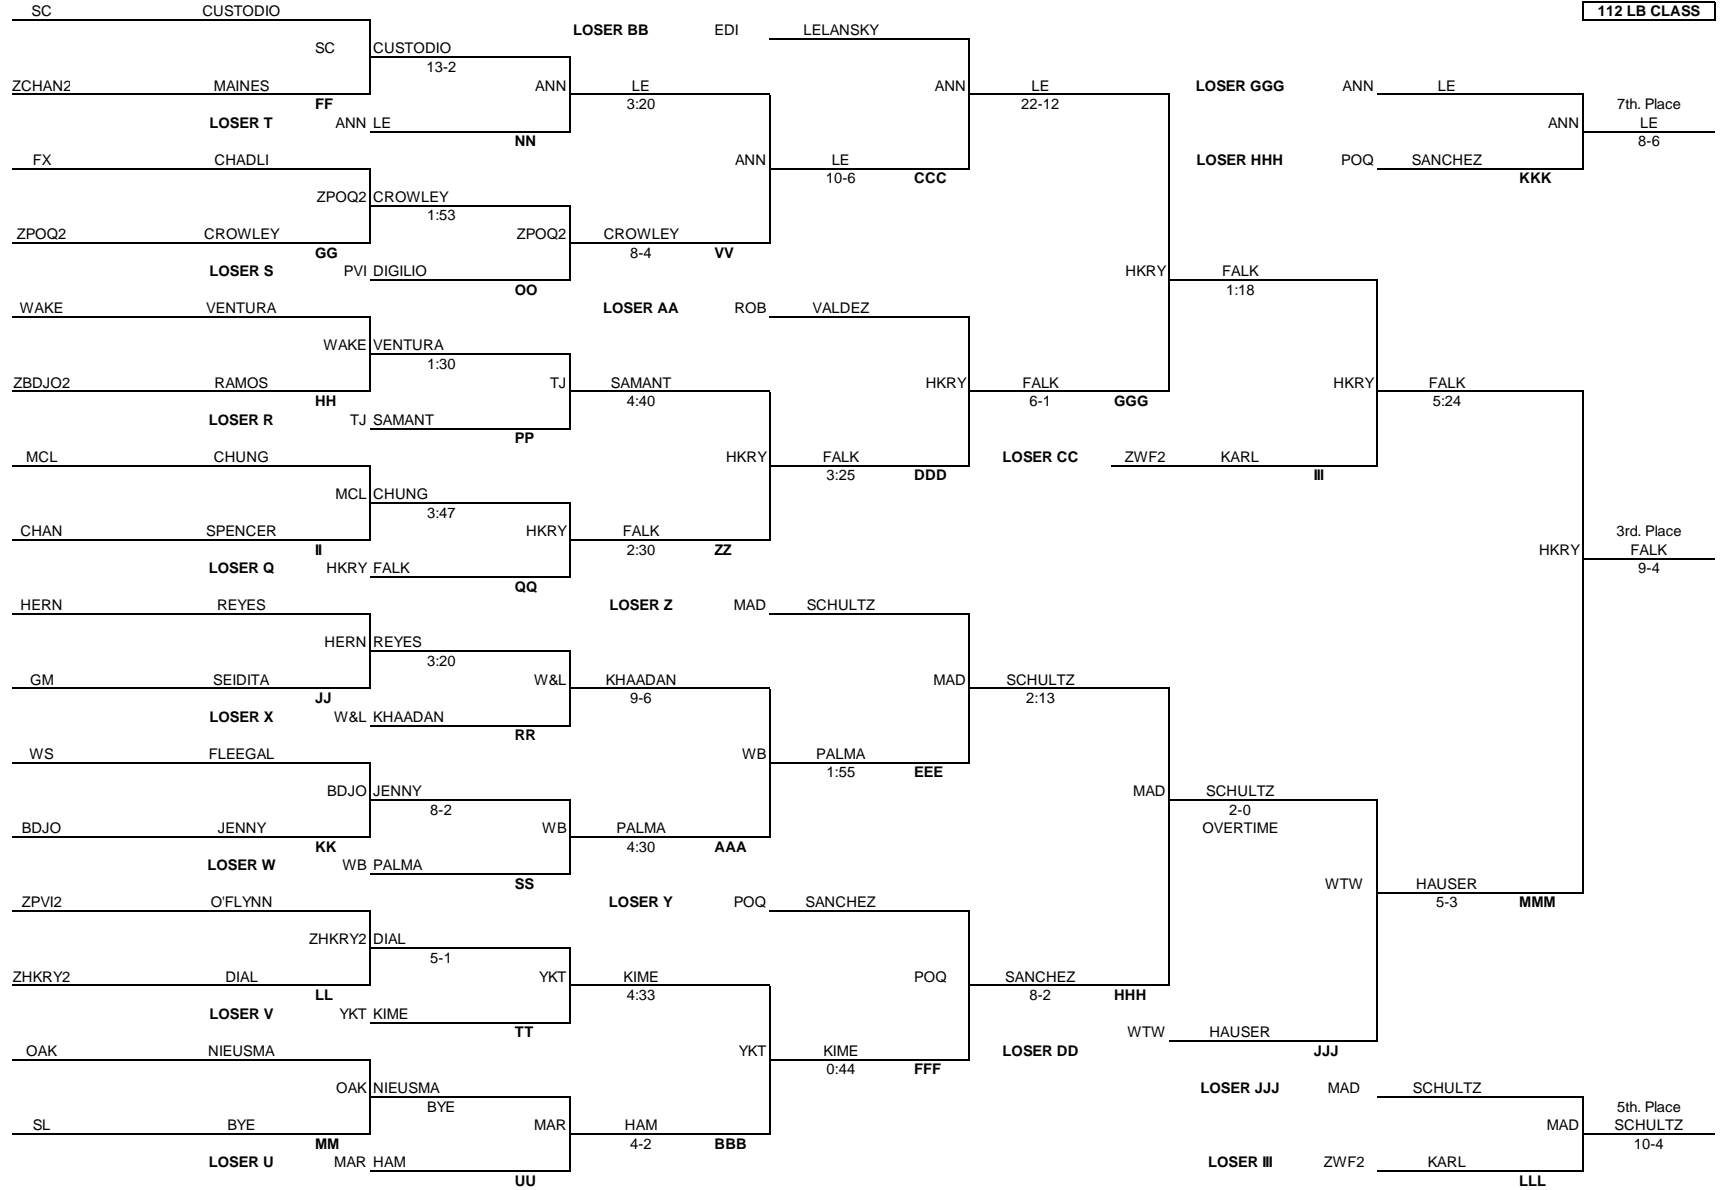 SC CUSTODIO 112 LB CLASS
LOSER BB EDI LELANSKY
SC CUSTODIO
13-2
ZCHAN2 MAINES ANN LE ANN LE LOSER GGG ANN LE
FF 3:20 22-12 7th. Place
LOSER T ANN LE ANN LE
NN 8-6
FX CHADLI ANN LE LOSER HHH POQ SANCHEZ
10-6 CCC KKK
ZPOQ2 CROWLEY
1:53
ZPOQ2 CROWLEY ZPOQ2 CROWLEY
GG 8-4 VV
LOSER S PVI DIGILIO HKRY FALK
OO 1:18
WAKE VENTURA LOSER AA ROB VALDEZ
WAKE VENTURA
1:30
ZBDJO2 RAMOS TJ SAMANT HKRY FALK HKRY FALK
HH 4:40 6-1 GGG 5:24
LOSER R TJ SAMANT
PP
MCL CHUNG HKRY FALK LOSER CC ZWF2 KARL
3:25 DDD III
MCL CHUNG
3:47
CHAN SPENCER HKRY FALK 3rd. Place
II 2:30 ZZ HKRY FALK
LOSER Q HKRY FALK 9-4
QQ
HERN REYES LOSER Z MAD SCHULTZ
HERN REYES
3:20
GM SEIDITA W&L KHAADAN MAD SCHULTZ
JJ 9-6 2:13
LOSER X W&L KHAADAN
RR
WS FLEEGAL WB PALMA
1:55 EEE
BDJO JENNY MAD SCHULTZ
8-2 2-0
BDJO JENNY WB PALMA OVERTIME
KK 4:30 AAA
LOSER W WB PALMA
SS WTW HAUSER
ZPVI2 O'FLYNN LOSER Y POQ SANCHEZ 5-3 MMM
ZHKRY2 DIAL
5-1
ZHKRY2 DIAL YKT KIME POQ SANCHEZ
LL 4:33 8-2 HHH
LOSER V YKT KIME
TT WTW HAUSER
OAK NIEUSMA YKT KIME LOSER DD JJJ
0:44 FFF
OAK NIEUSMA LOSER JJJ MAD SCHULTZ
BYE 5th. Place
SL BYE MAR HAM MAD SCHULTZ
MM 4-2 BBB 10-4
LOSER U MAR HAM LOSER III ZWF2 KARL
UU LLL